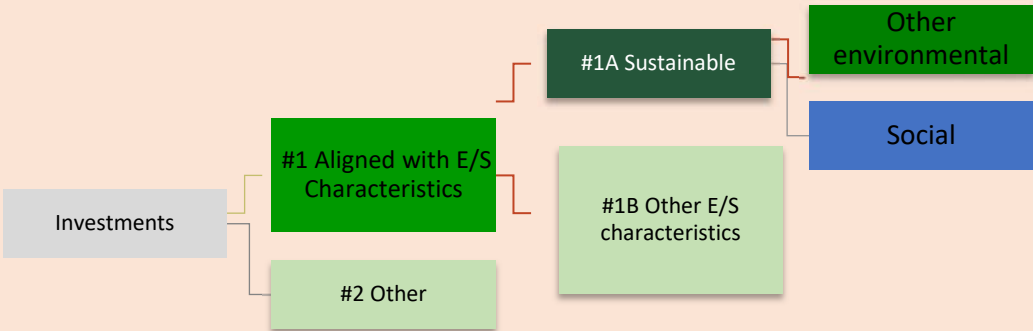 Investments
#1 Aligned with E/S
Characteristics
#2 Other
#1A Sustainable
#1B Other E/S
characteristics
Other
environmental
Social